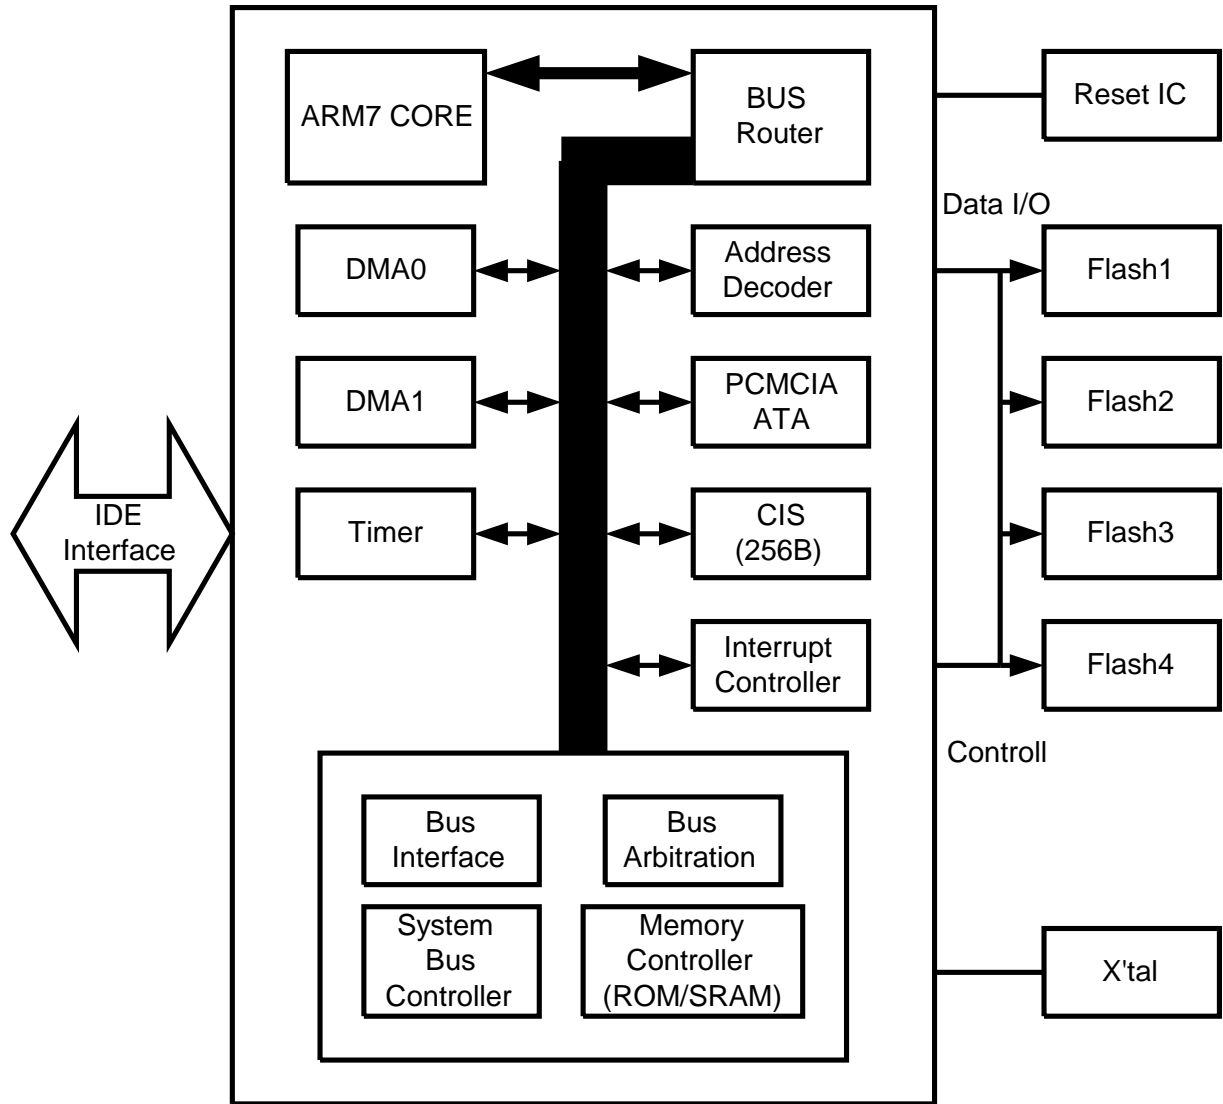 ARM7 CORE
BUS
Router
Reset IC
Data I/O
DMA0
Address
Decoder
Flash1
DMA1
PCMCIA
ATA
Flash2
IDE
Interface
Timer
CIS
(256B)
Flash3
Interrupt
Controller
Flash4
Controll
Bus
Interface
Bus
Arbitration
System
Bus
Controller
Memory
Controller
(ROM/SRAM)
X'tal